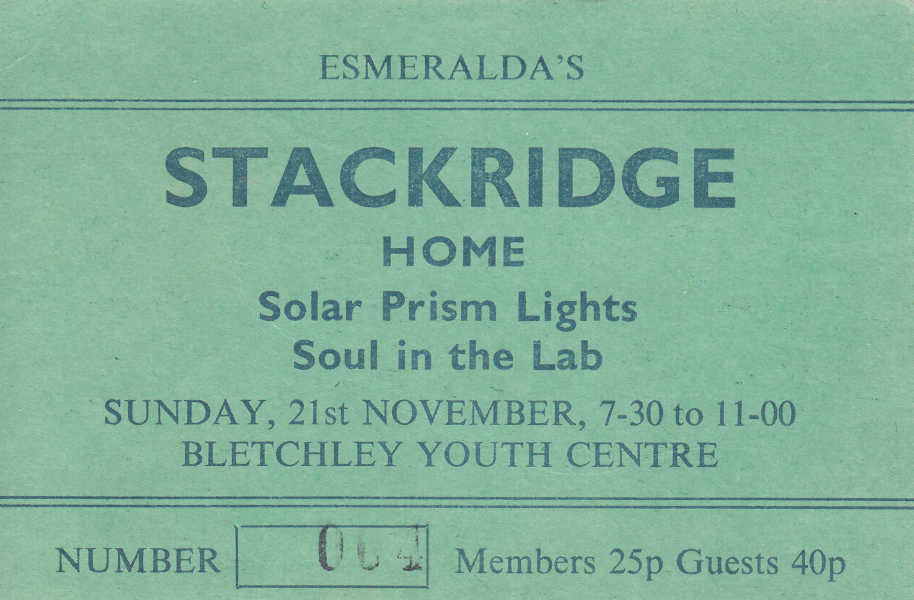 ESMERALDA'S
STACKRIDGE
HOME
Solar Prism Lights
Soul in the Lab
SUNDAY, 21st NOVEMBER, 7-30 to 11-00
BLETCHLEY YOUTH CENTRE
NUMBER 004 Members 25p Guests 40p